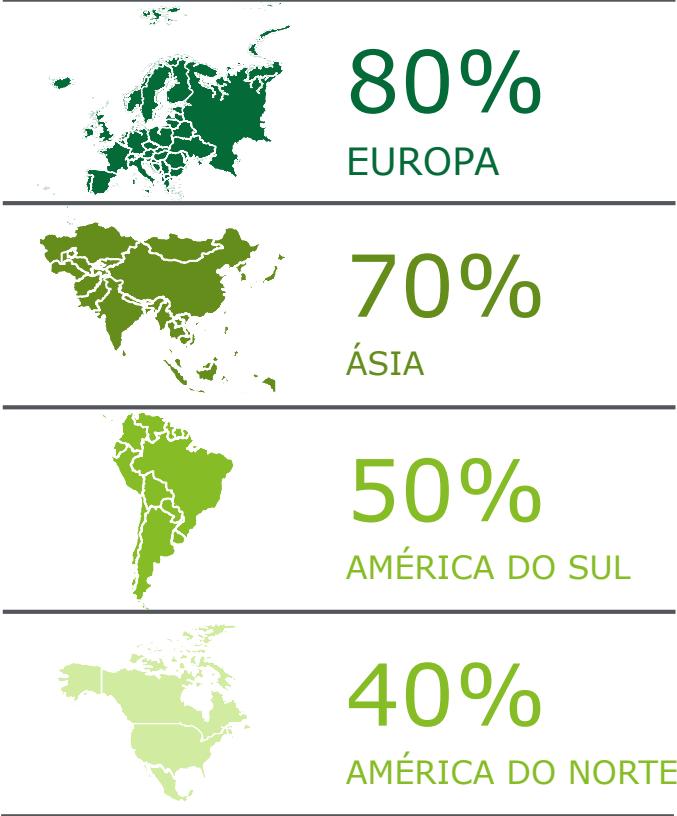 80%
EUROPA
70%
ÁSIA
50%
AMÉRICA DO SUL
40%
AMÉRICA DO NORTE